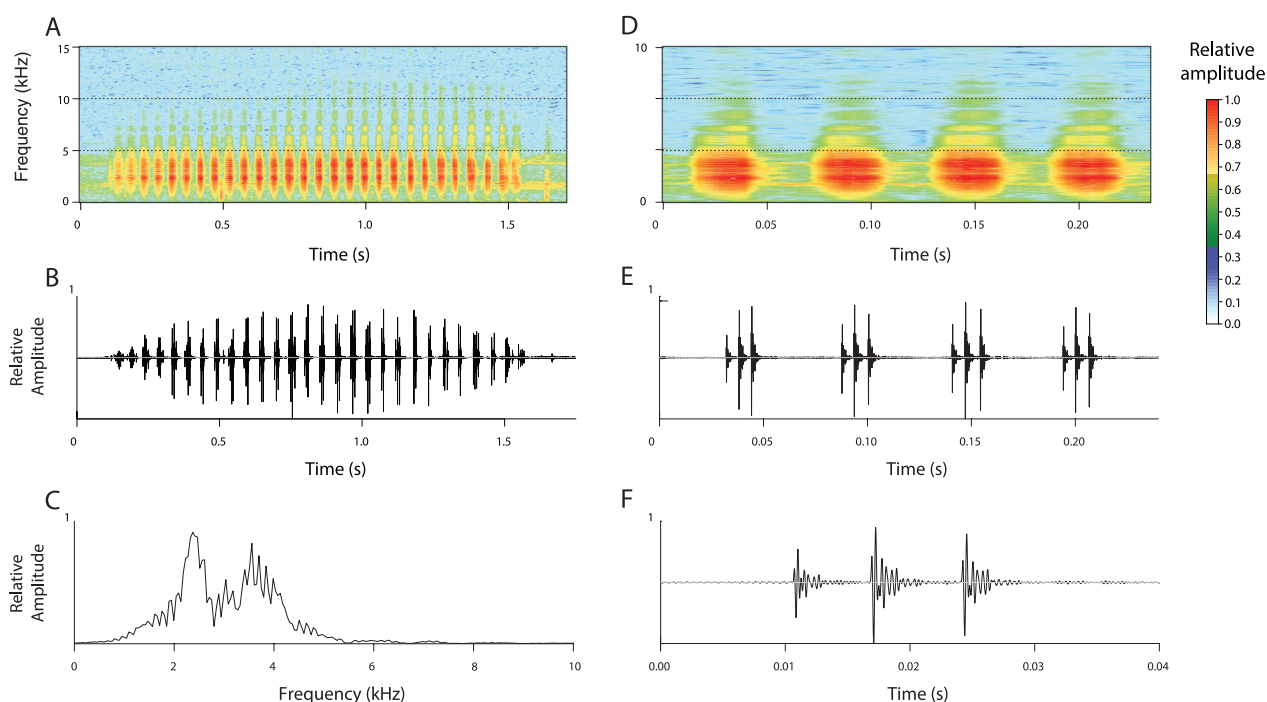 A
15
10
5
0
Frequency (kHz)
0
0.5
1.0
1.5
Time (s)
D
10
0
0
0.05
0.10
0.15
0.20
Time (s)
Relative
amplitude
1.0
0.9
0.8
0.7
0.6
0.5
0.4
0.3
0.2
0.1
0.0
B
1
Relative
Amplitude
0
0.5
1.0
1.5
Time (s)
E
1
0
0.05
0.10
0.15
0.20
Time (s)
C
1
Relative
Amplitude
0
2
4
6
8
10
Frequency (kHz)
F
1
0.00
0.01
0.02
0.03
0.04
Time (s)